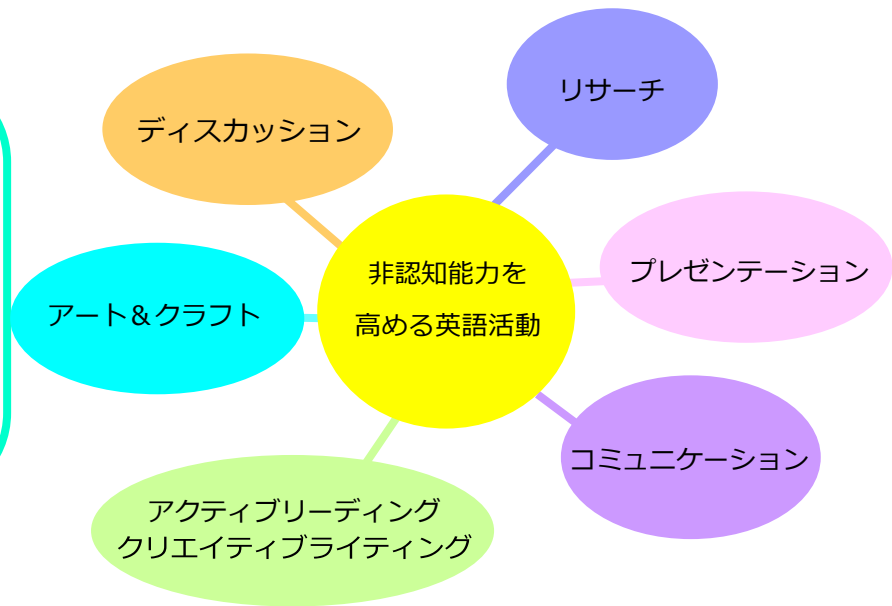 リサーチ
ディスカッション
プレゼンテーション
非認知能力を
高める英語活動
アート&クラフト
コミュニケーション
アクティブリーディング
クリエイティブライティング